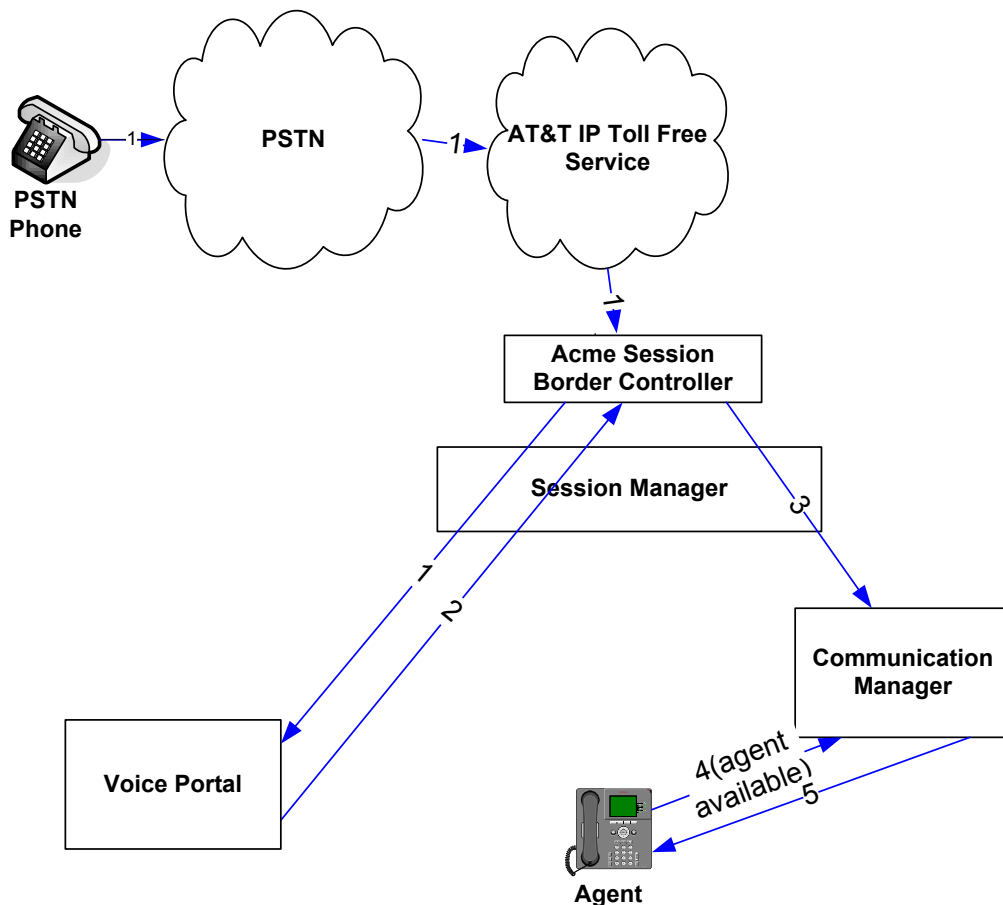 PSTN
Phone
1
PSTN
1
AT&T IP Toll Free
Service
1
Acme Session
Border Controller
Session Manager
3
1
2
Communication
Manager
Voice Portal
4(agent
available)
5
Agent